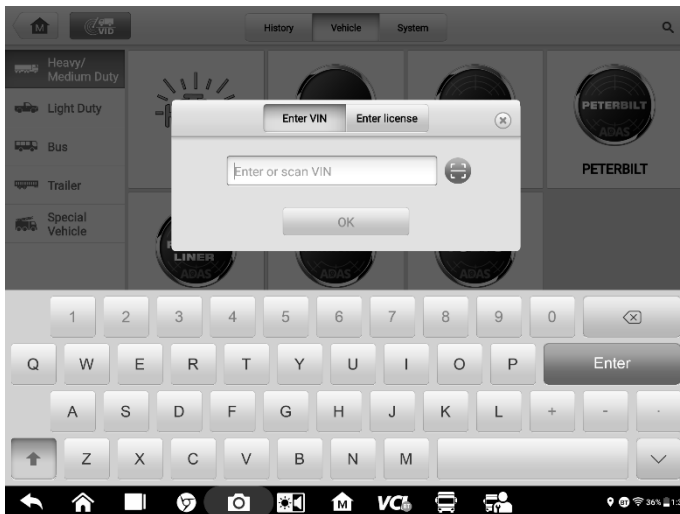 VID
History
Vehicle
System
Heavy/
Medium Duty
Light Duty
Bus
Trailer
Special
Vehicle
PETERBILT
ADAS
PETERBILT
LINER
ADAS
ADAS
ADAS
Enter VIN
Enter license
Enter or scan VIN
OK
1 2 3 4 5 6 7 8 9 0
Q W E R T Y U I O P Enter
A S D F G H J K L + - .
Z X C V B N M
M
VCI
BT
36%